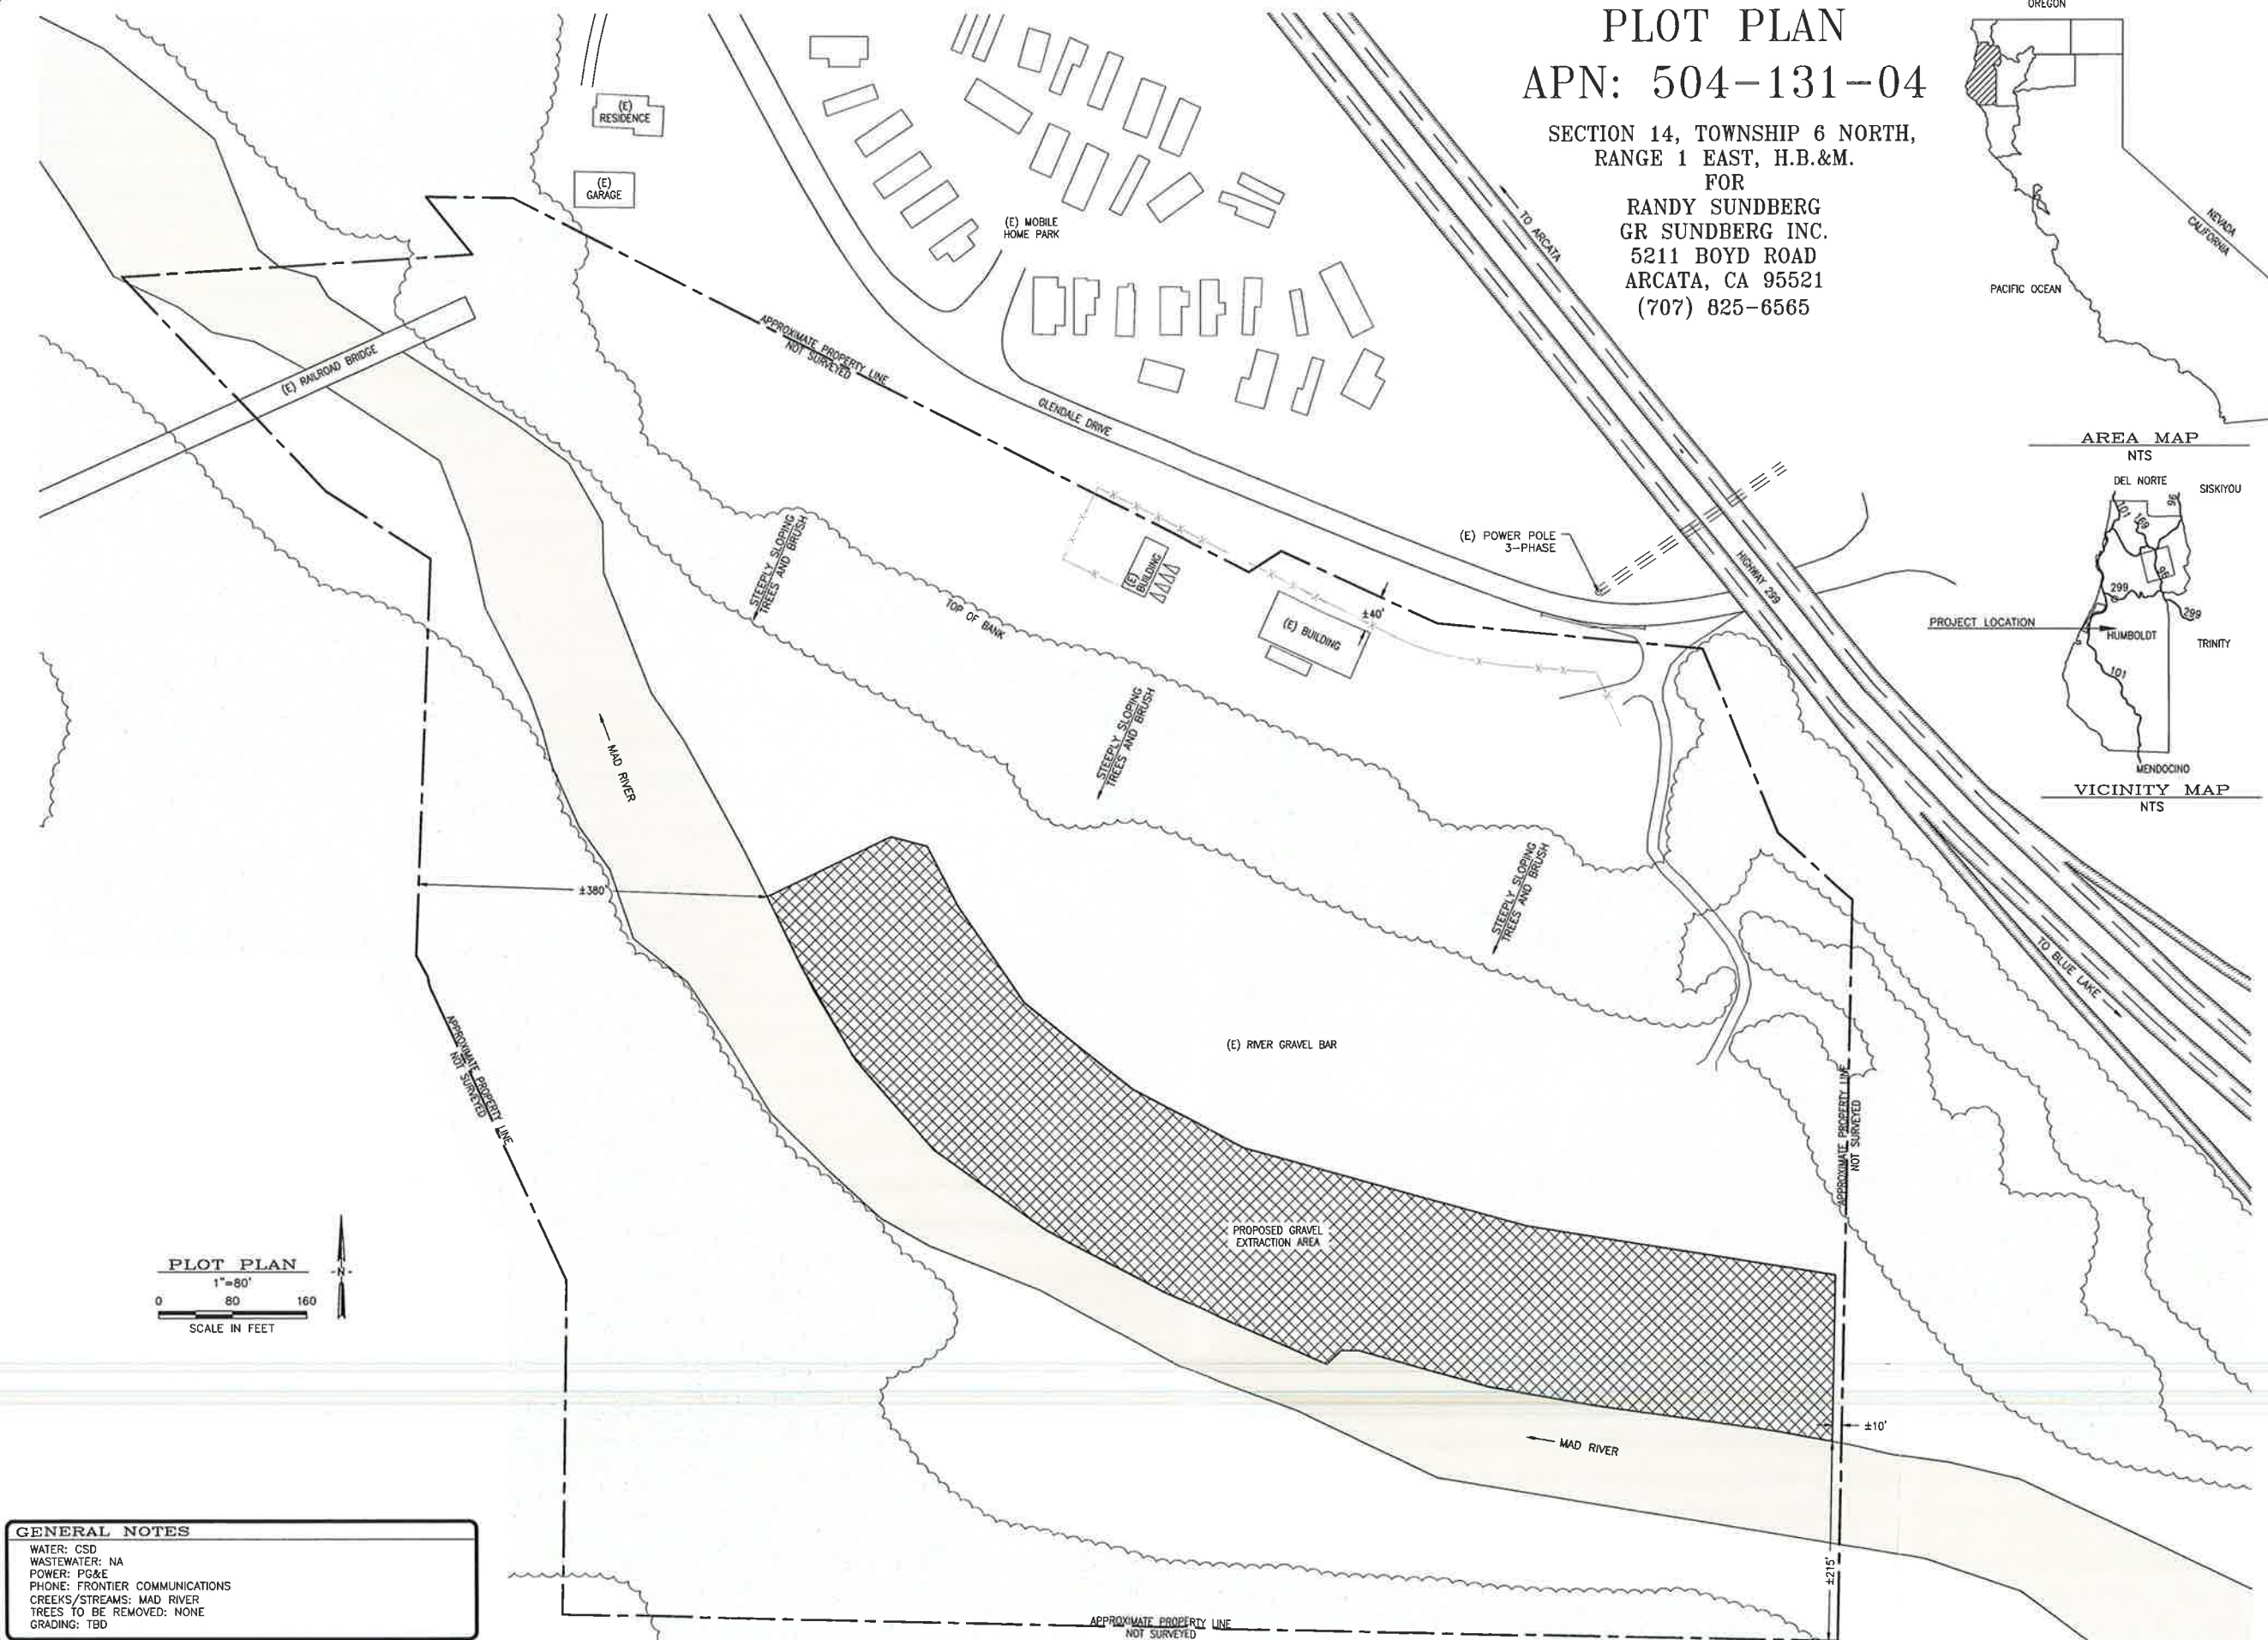 PLOT PLAN
APN: 504-131-04
SECTION 14, TOWNSHIP 6 NORTH,
RANGE 1 EAST, H.B.&M.
FOR
RANDY SUNDBERG
GR SUNDBERG INC.
5211 BOYD ROAD
ARCATA, CA 95521
(707) 825-6565
OREGON
NEVADA
CALIFORNIA
PACIFIC OCEAN
AREA MAP
NTS
DEL NORTE
SISKIYOU
101
169
96
96
299
299
PROJECT LOCATION
HUMBOLDT
TRINITY
101
MENDOCINO
VICINITY MAP
NTS
(E)
RESIDENCE
(E)
GARAGE
(E) MOBILE
HOME PARK
TO ARCATA
(E) RAILROAD BRIDGE
APPROXIMATE PROPERTY LINE
NOT SURVEYED
GLENDALE DRIVE
(E) POWER POLE
3-PHASE
HIGHWAY 299
STEEPLY SLOPING
TREES AND BRUSH
TOP OF BANK
(E)
BUILDING
(E) BUILDING
±40'
STEEPLY SLOPING
TREES AND BRUSH
MAD RIVER
STEEPLY SLOPING
TREES AND BRUSH
±380'
TO BLUE LAKE
APPROXIMATE PROPERTY LINE
NOT SURVEYED
(E) RIVER GRAVEL BAR
APPROXIMATE PROPERTY LINE
NOT SURVEYED
PROPOSED GRAVEL
EXTRACTION AREA
PLOT PLAN
1"=80'
0 80 160
SCALE IN FEET
-N-
±10'
MAD RIVER
±215'
APPROXIMATE PROPERTY LINE
NOT SURVEYED
GENERAL NOTES
WATER: CSD
WASTEWATER: NA
POWER: PG&E
PHONE: FRONTIER COMMUNICATIONS
CREEKS/STREAMS: MAD RIVER
TREES TO BE REMOVED: NONE
GRADING: TBD